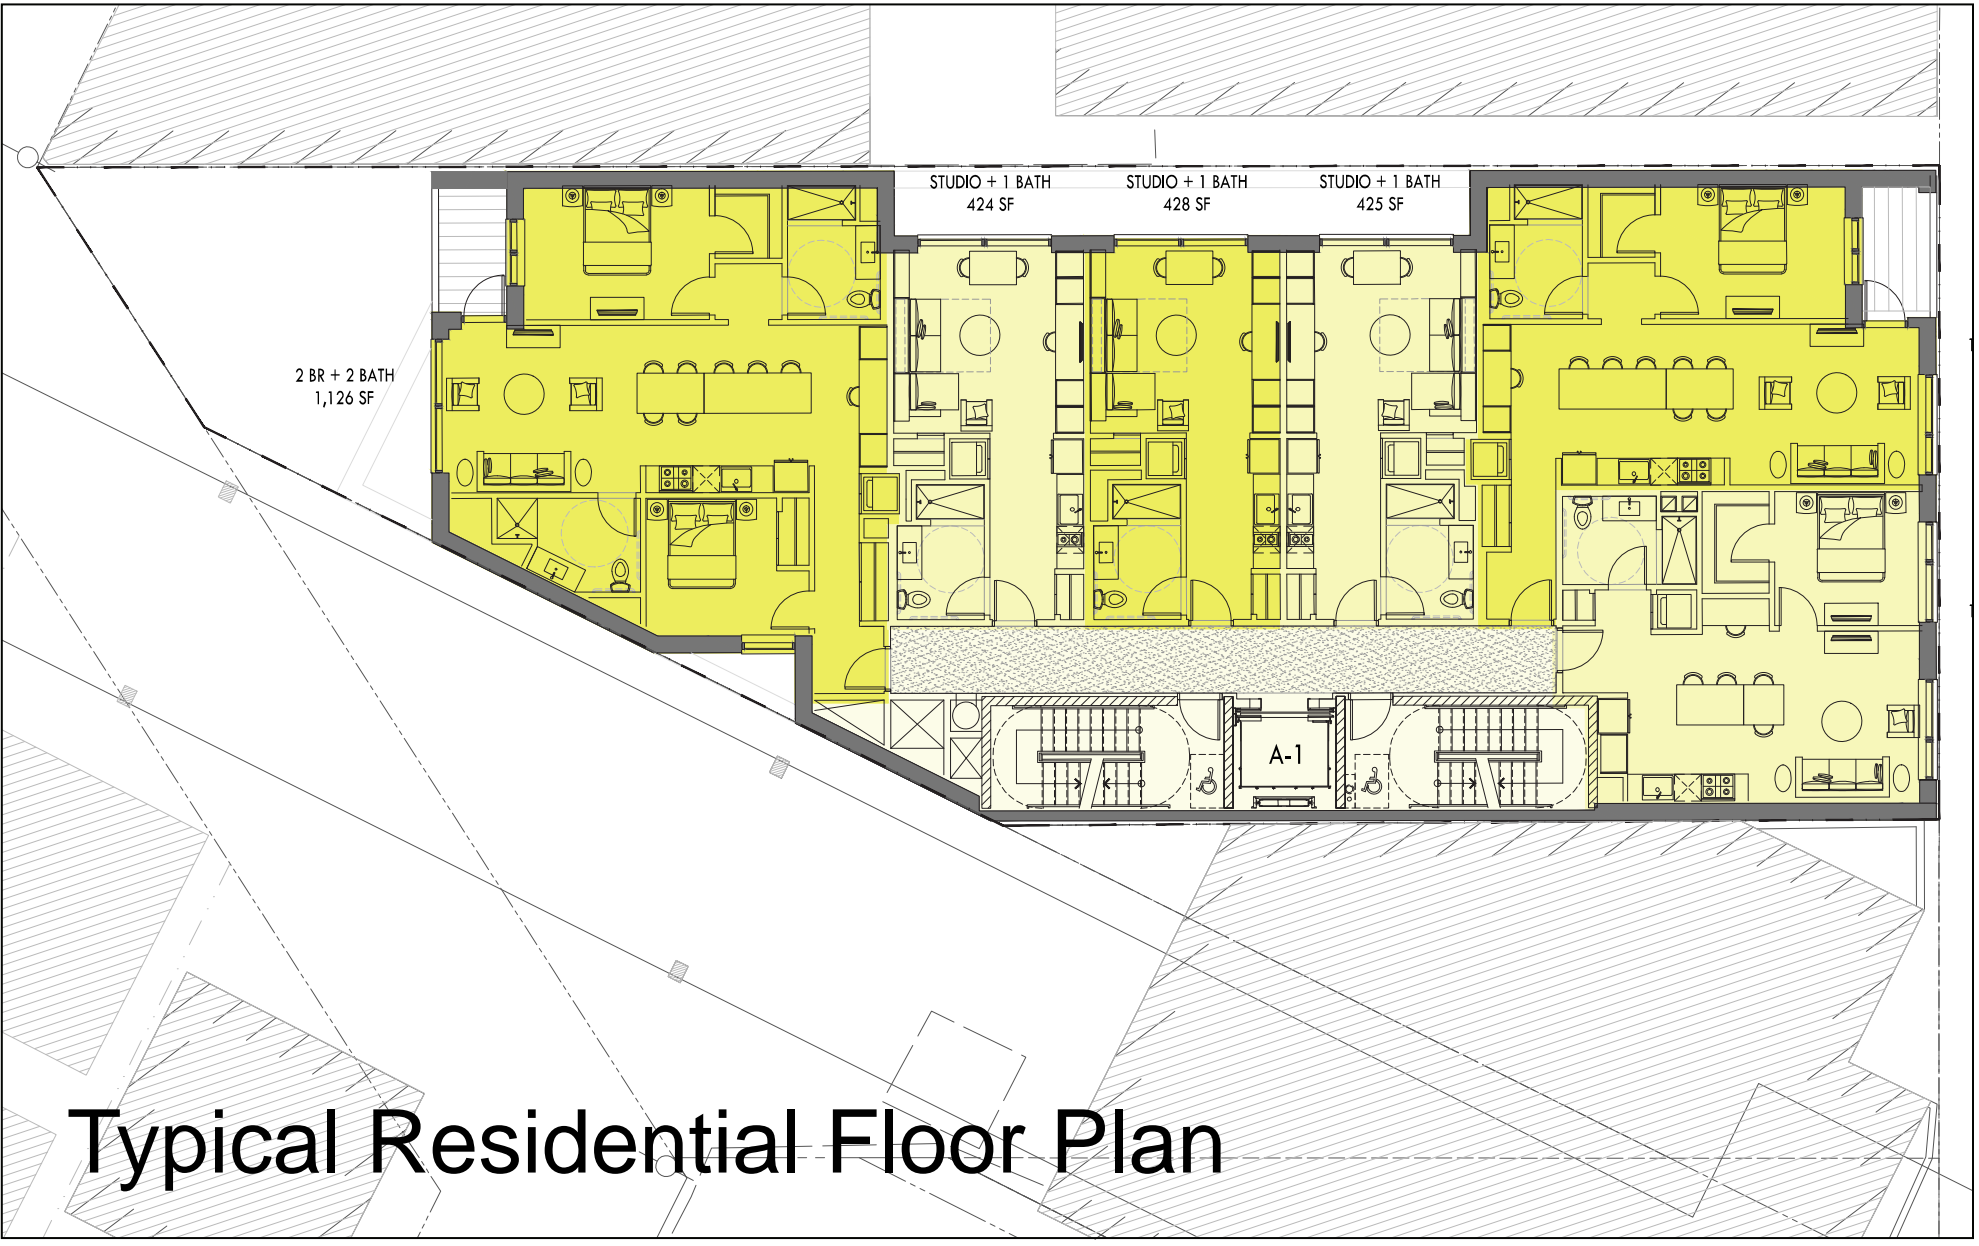 STUDIO + 1 BATH
424 SF
STUDIO + 1 BATH
428 SF
STUDIO + 1 BATH
425 SF
2 BR + 2 BATH
1,126 SF
A-1
Typical Residential Floor Plan